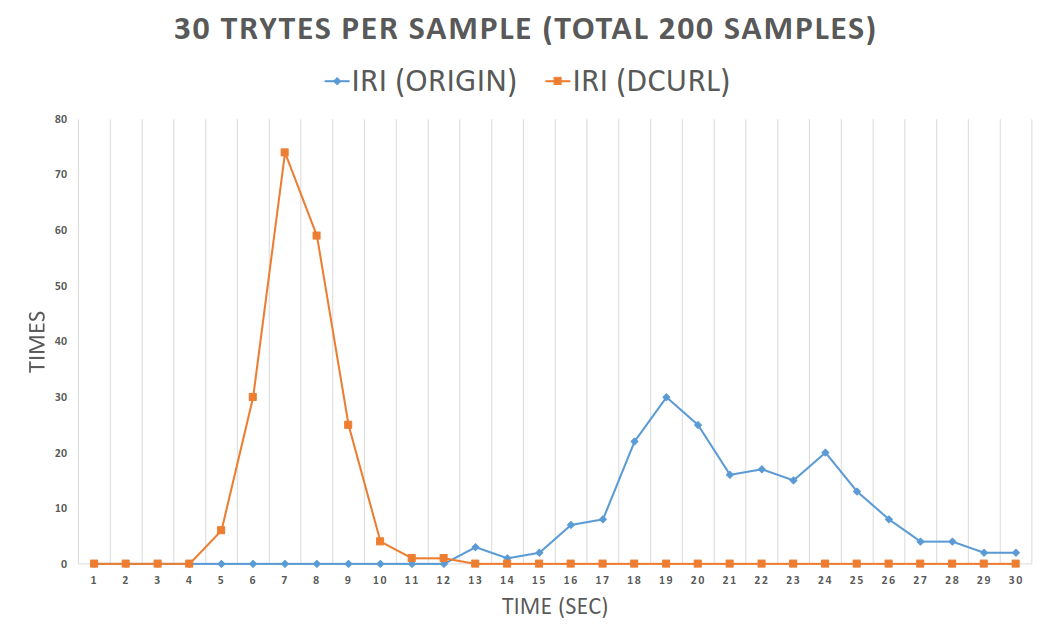 30 TRYTES PER SAMPLE (TOTAL 200 SAMPLES)
IRI (ORIGIN) IRI (DCURL)
80
70
60
50
40
30
20
10
0
TIMES
1 2 3 4 5 6 7 8 9 10 11 12 13 14 15 16 17 18 19 20 21 22 23 24 25 26 27 28 29 30
TIME (SEC)